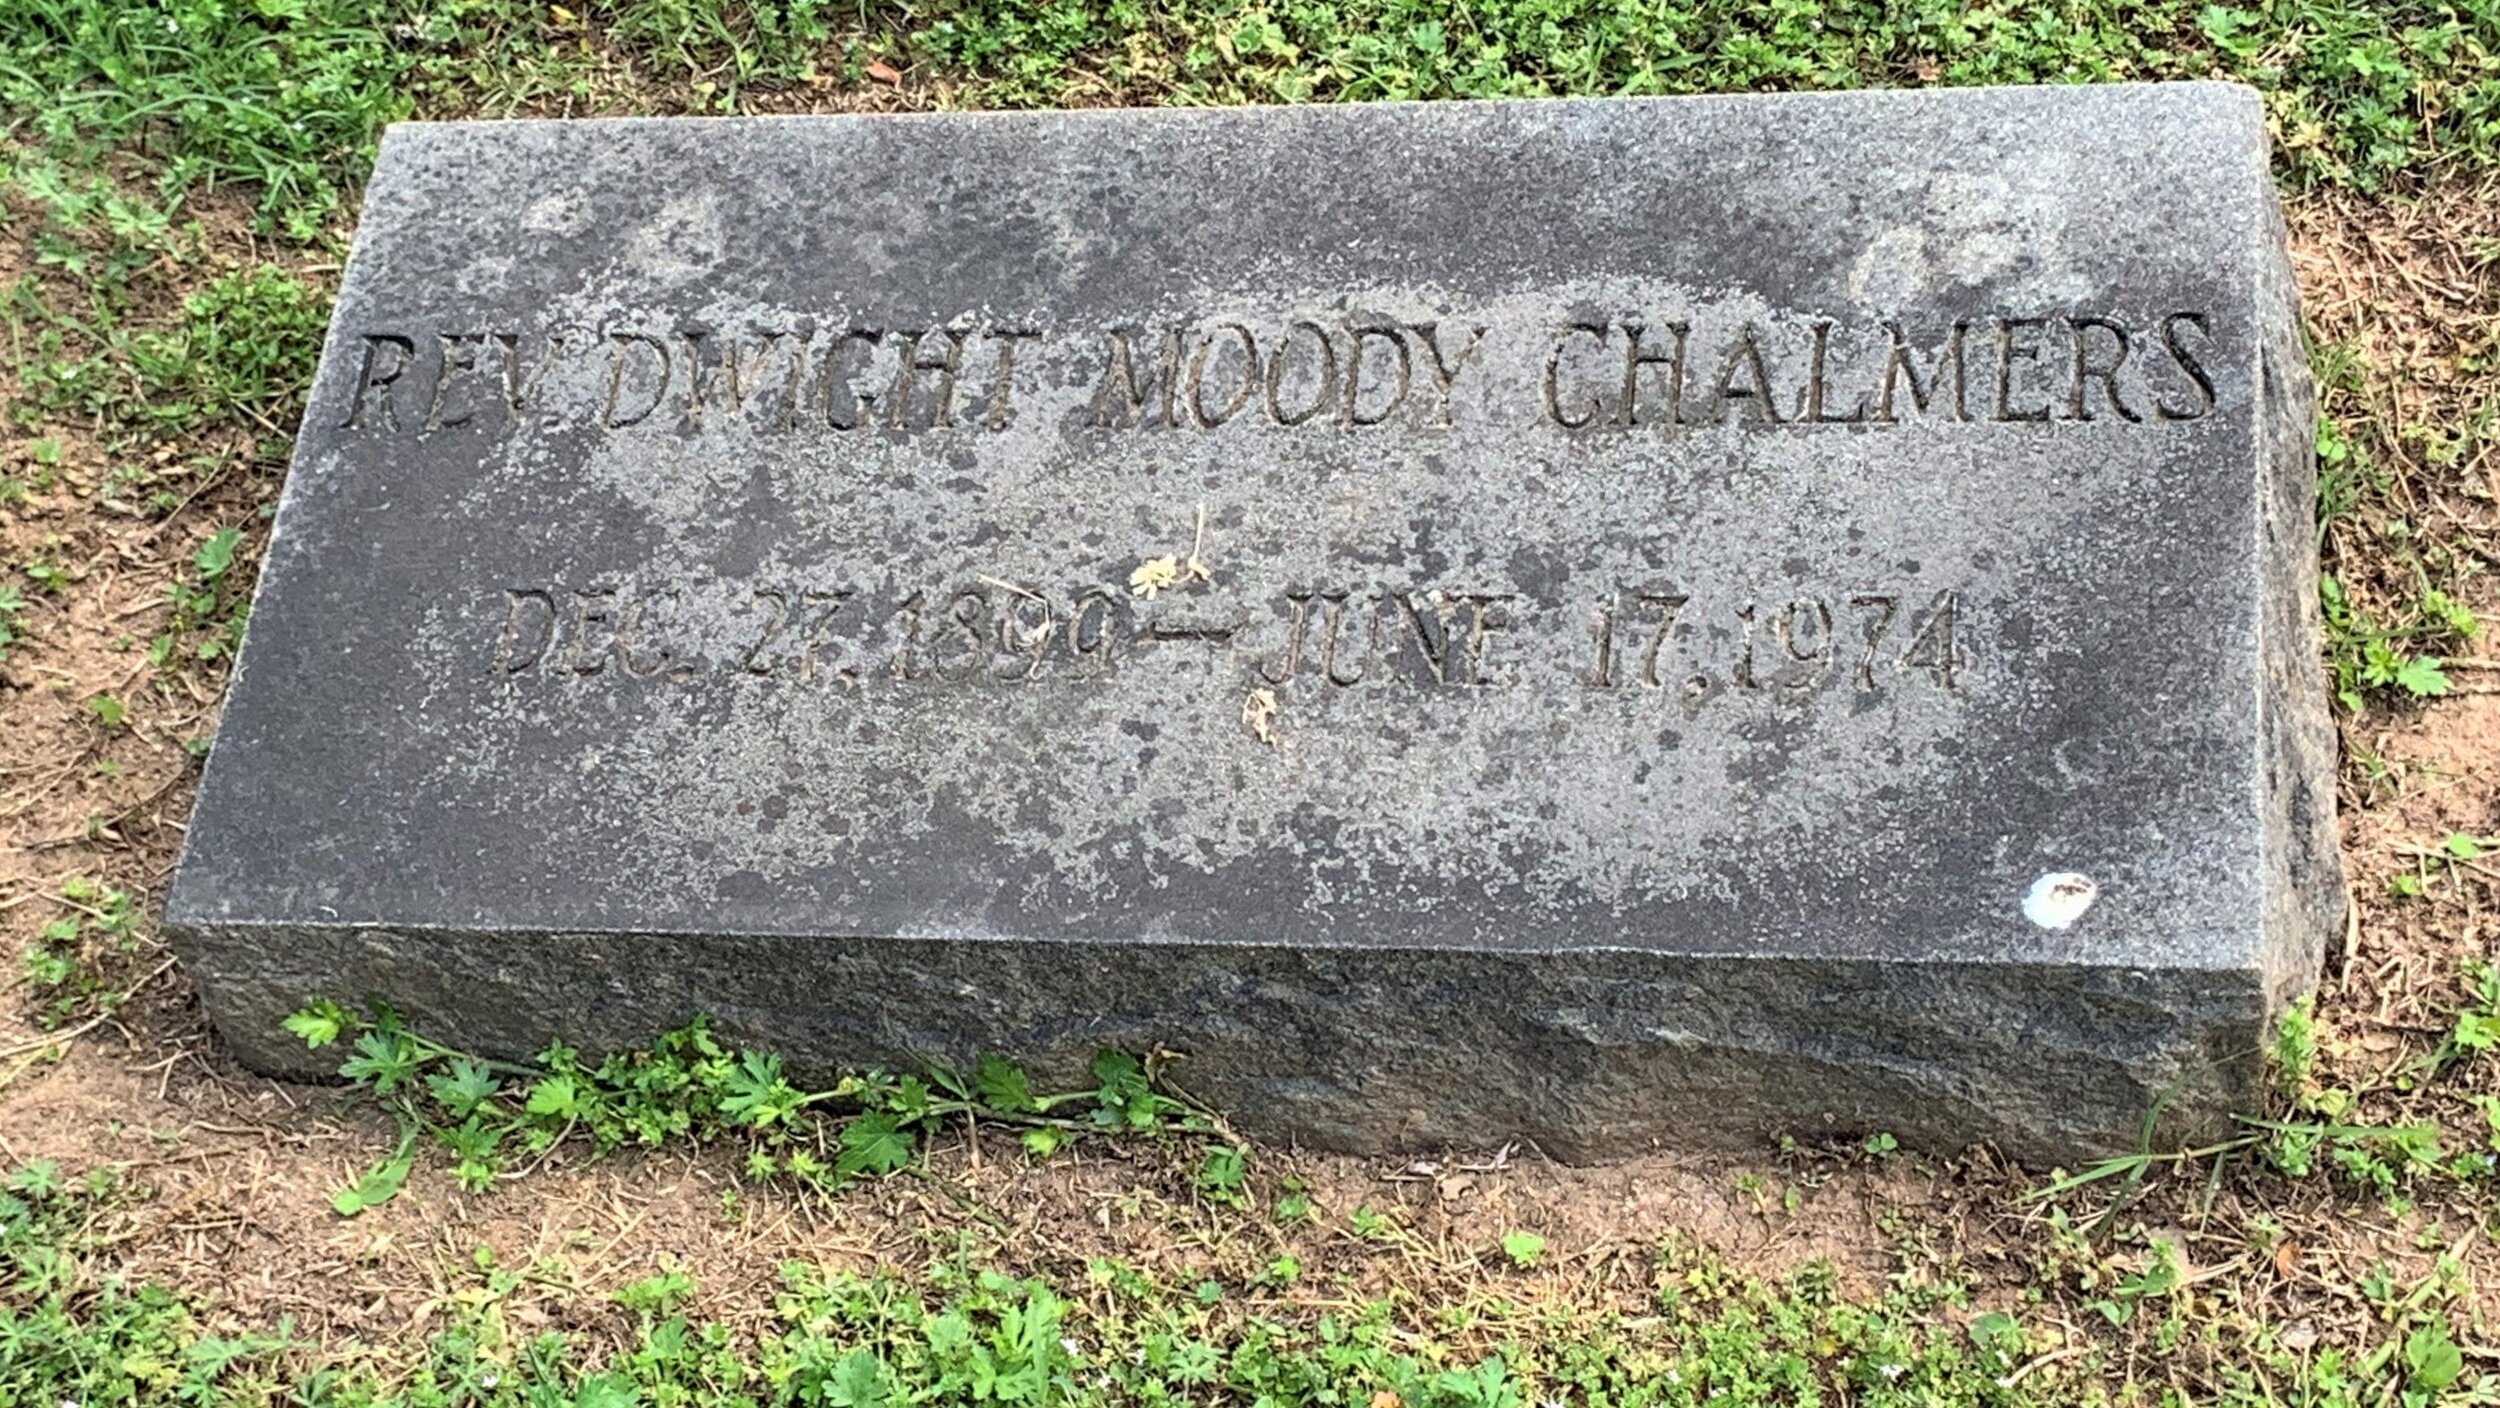 REV. DWIGHT MOODY CHALMERS
DEC. 27, 1899 — JUNE 17, 1974